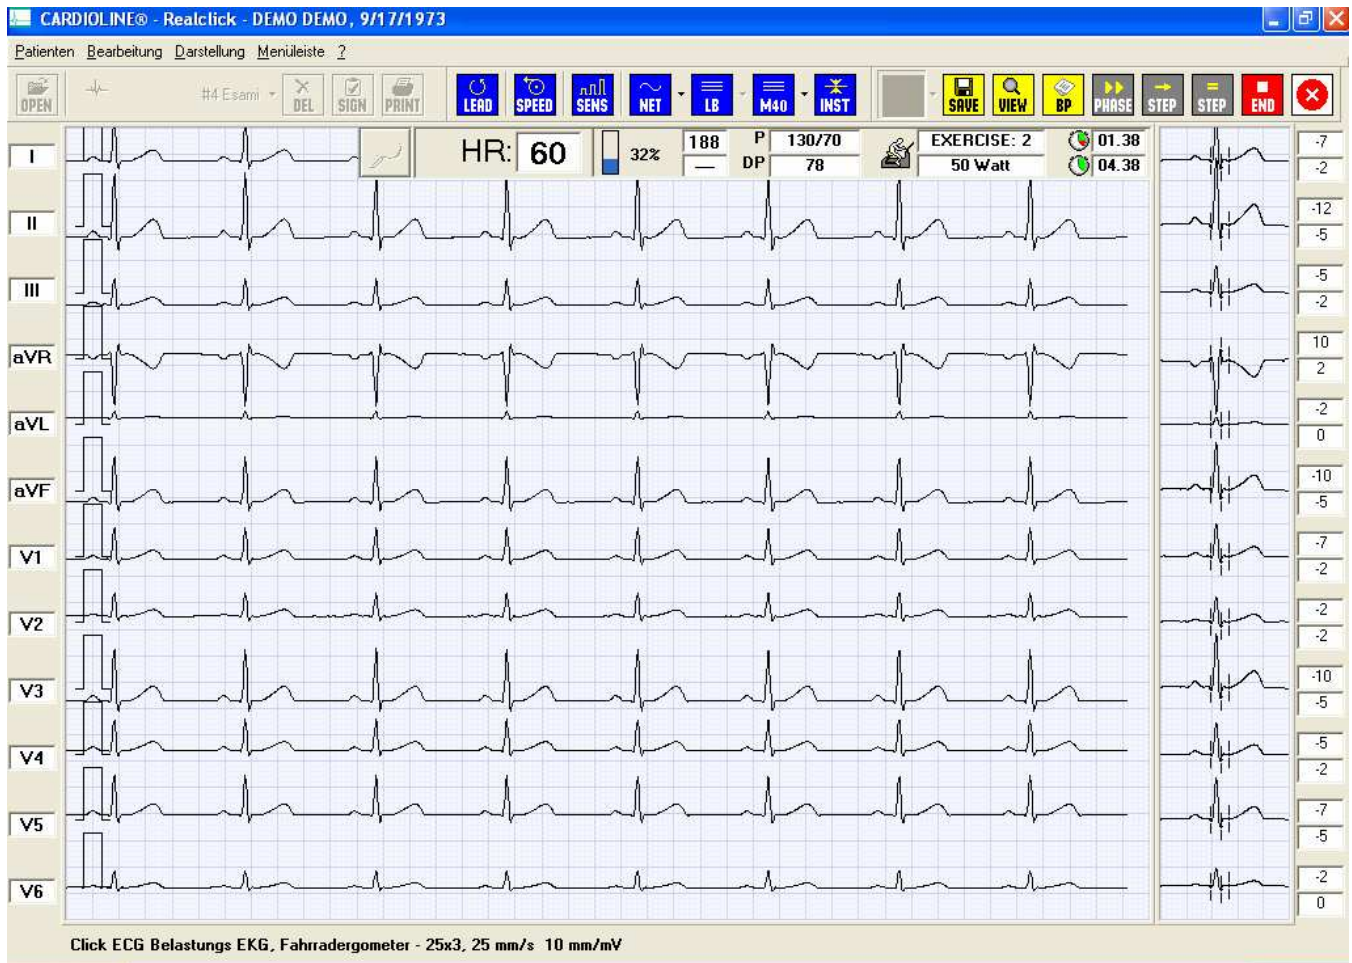 CARDIOLINE® - Realclick - DEMO DEMO, 9/17/1973
Patienten Bearbeitung Darstellung Menüleiste ?
OPEN #4 Esami DEL SIGN PRINT LEAD SPEED SENS NET LB M40 INST SAVE VIEW BP PHASE STEP STEP END
HR: 60 32% 188 P 130/70 EXERCISE: 2 01.38
— DP 78 50 Watt 04.38
I -7
-2
II -12
-5
III -5
-2
aVR 10
2
aVL -2
0
aVF -10
-5
V1 -7
-2
V2 -2
-2
V3 -10
-5
V4 -5
-2
V5 -7
-5
V6 -2
0
Click ECG Belastungs EKG, Fahrradergometer - 25x3, 25 mm/s 10 mm/mV